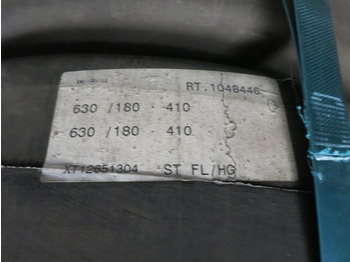 RT.1048446
630 /180 - 410
630 /180 - 410
XT12651304 ST FL/HG